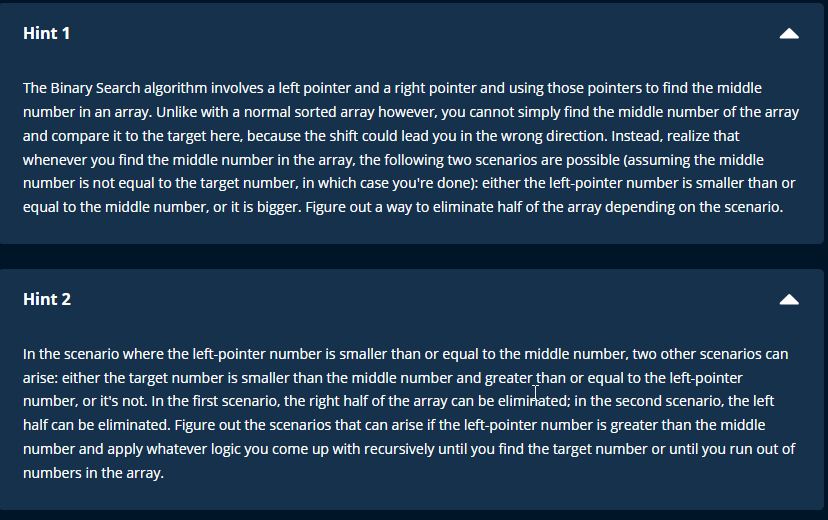 Hint 1
The Binary Search algorithm involves a left pointer and a right pointer and using those pointers to find the middle
number in an array. Unlike with a normal sorted array however, you cannot simply find the middle number of the array
and compare it to the target here, because the shift could lead you in the wrong direction. Instead, realize that
whenever you find the middle number in the array, the following two scenarios are possible (assuming the middle
number is not equal to the target number, in which case you're done): either the left-pointer number is smaller than or
equal to the middle number, or it is bigger. Figure out a way to eliminate half of the array depending on the scenario.
Hint 2
In the scenario where the left-pointer number is smaller than or equal to the middle number, two other scenarios can
arise: either the target number is smaller than the middle number and greater than or equal to the left-pointer
number, or it's not. In the first scenario, the right half of the array can be eliminated; in the second scenario, the left
half can be eliminated. Figure out the scenarios that can arise if the left-pointer number is greater than the middle
number and apply whatever logic you come up with recursively until you find the target number or until you run out of
numbers in the array.